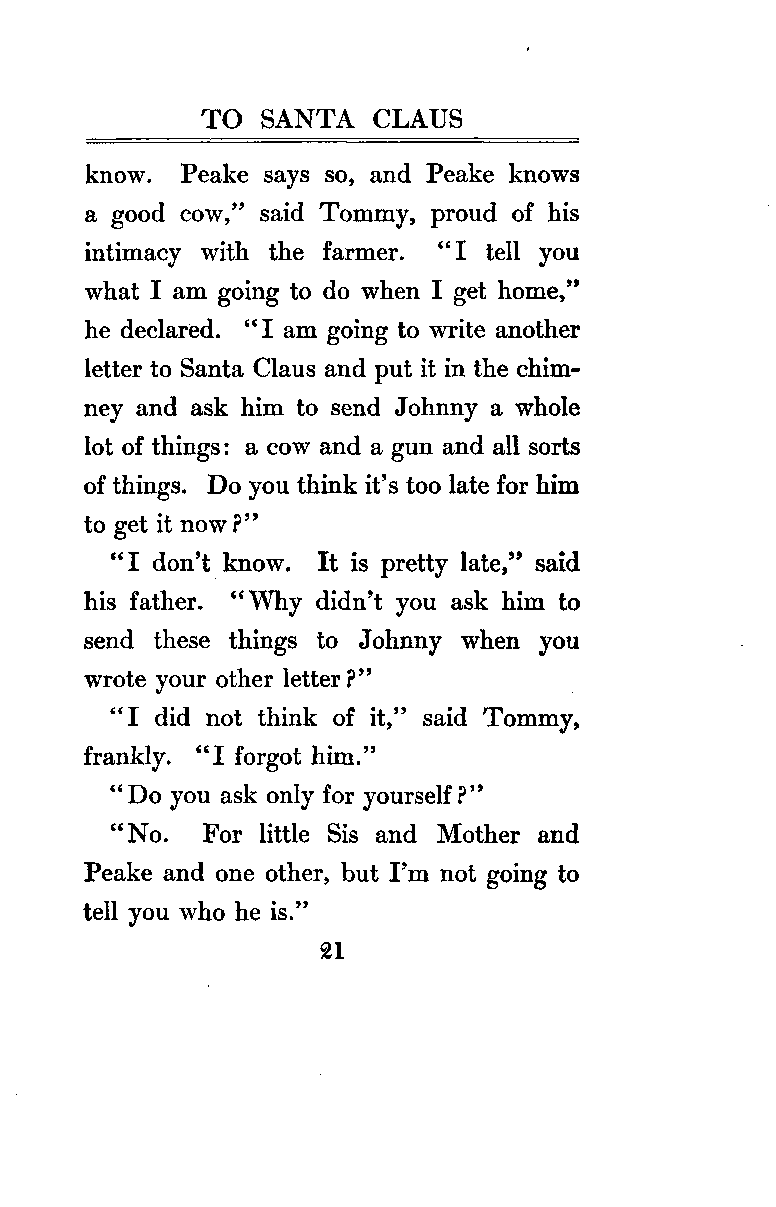 TO SANTA CLAUS
know. Peake says so, and Peake knows
a good cow,” said Tommy, proud of his
intimacy with the farmer. “I tell you
what I am going to do when I get home,”
he declared. “I am going to write another
letter to Santa Claus and put it in the chim-
ney and ask him to send Johnny a whole
lot of things: a cow and a gun and all sorts
of things. Do you think it’s too late for him
to get it now?”
“I don’t know. It is pretty late,” said
his father. “Why didn’t you ask him to
send these things to Johnny when you
wrote your other letter?”
“I did not think of it,” said Tommy,
frankly. “I forgot him.”
“Do you ask only for yourself?”
“No. For little Sis and Mother and
Peake and one other, but I’m not going to
tell you who he is.”
21